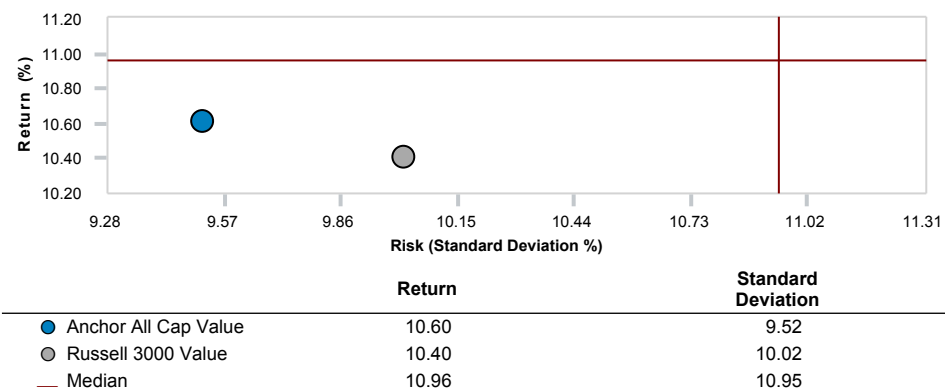 11.20
11.00
10.80
10.60
10.40
10.20
Return (%)
9.28 9.57 9.86 10.15 10.44 10.73 11.02 11.31
Risk (Standard Deviation %)
Return Standard Deviation
Anchor All Cap Value 10.60 9.52
Russell 3000 Value 10.40 10.02
Median 10.96 10.95